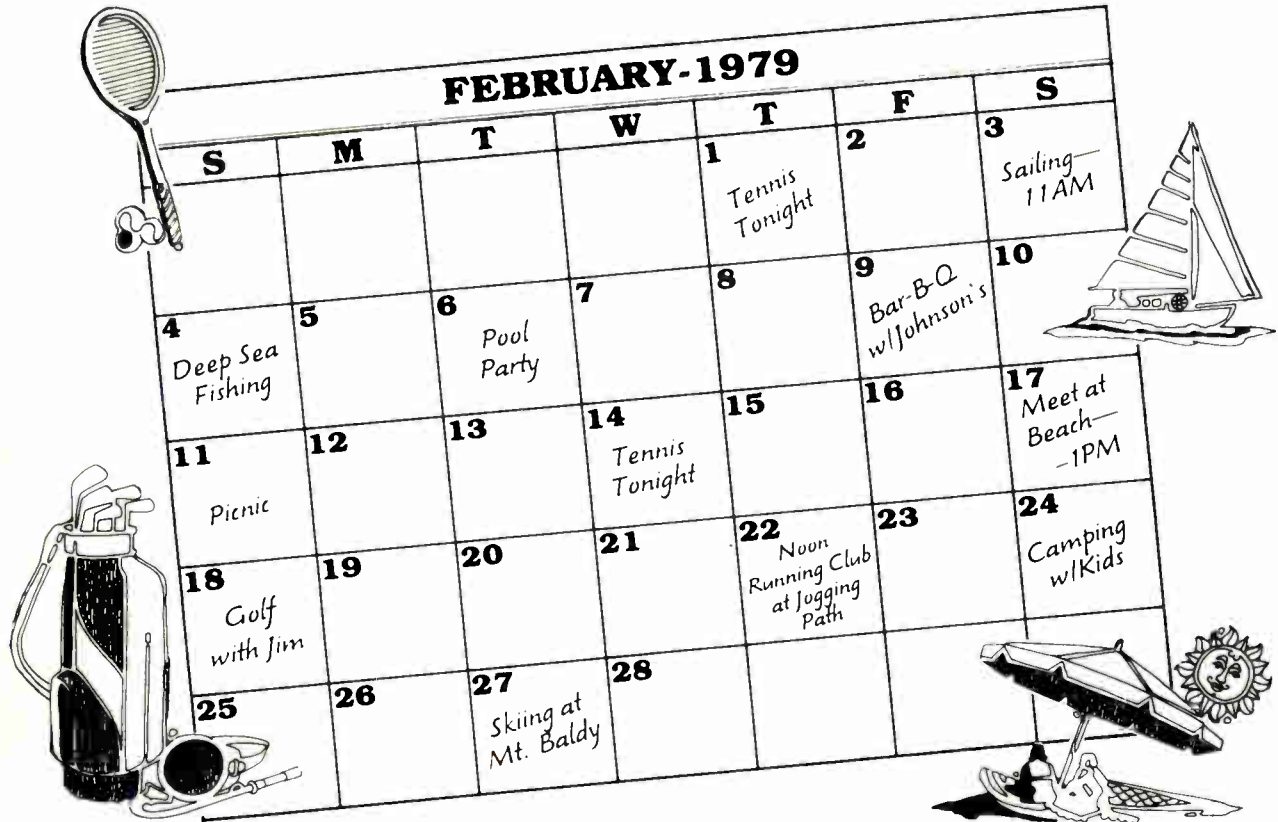 FEBRUARY-1979
S M T W T F S
1
Tennis
Tonight
2
3
Sailing—
11AM
4
Deep Sea
Fishing
5
6
Pool
Party
7
8
9
Bar-B-Q
w/Johnson's
10
11
Picnic
12
13
14
Tennis
Tonight
15
16
17
Meet at
Beach—
-1PM
18
Golf
with Jim
19
20
21
22
Noon
Running Club
at Jogging
Path
23
24
Camping
w/Kids
25
26
27
Skiing at
Mt. Baldy
28